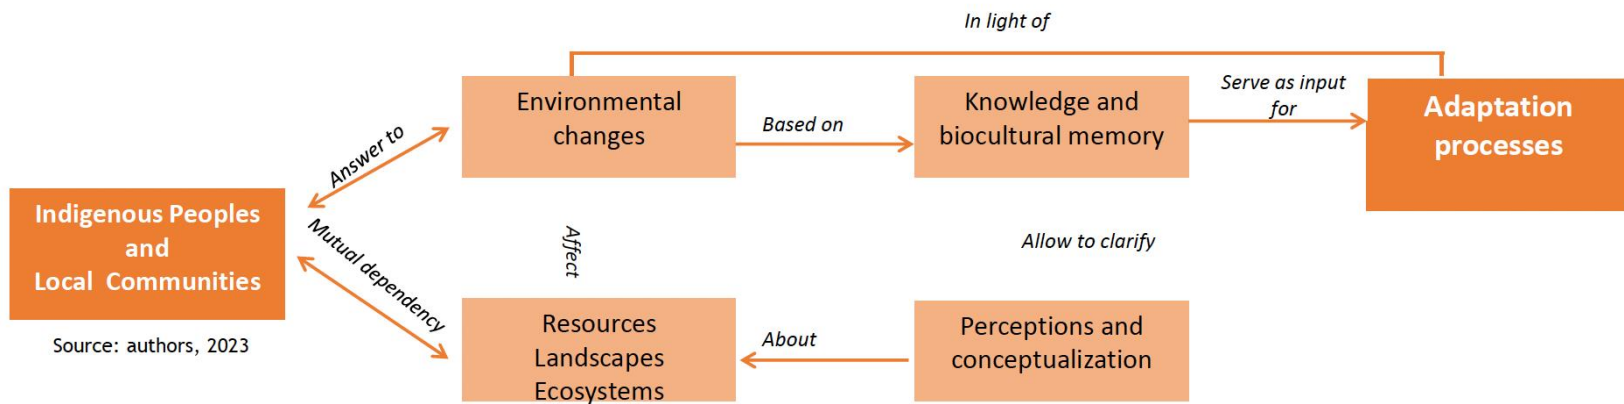 In light of
Environmental
changes
Based on
Knowledge and
biocultural memory
Serve as input
for
Adaptation
processes
Answer to
Indigenous Peoples
and
Local Communities
Mutual dependency
Affect
Allow to clarify
Source: authors, 2023
Resources
Landscapes
Ecosystems
About
Perceptions and
conceptualization